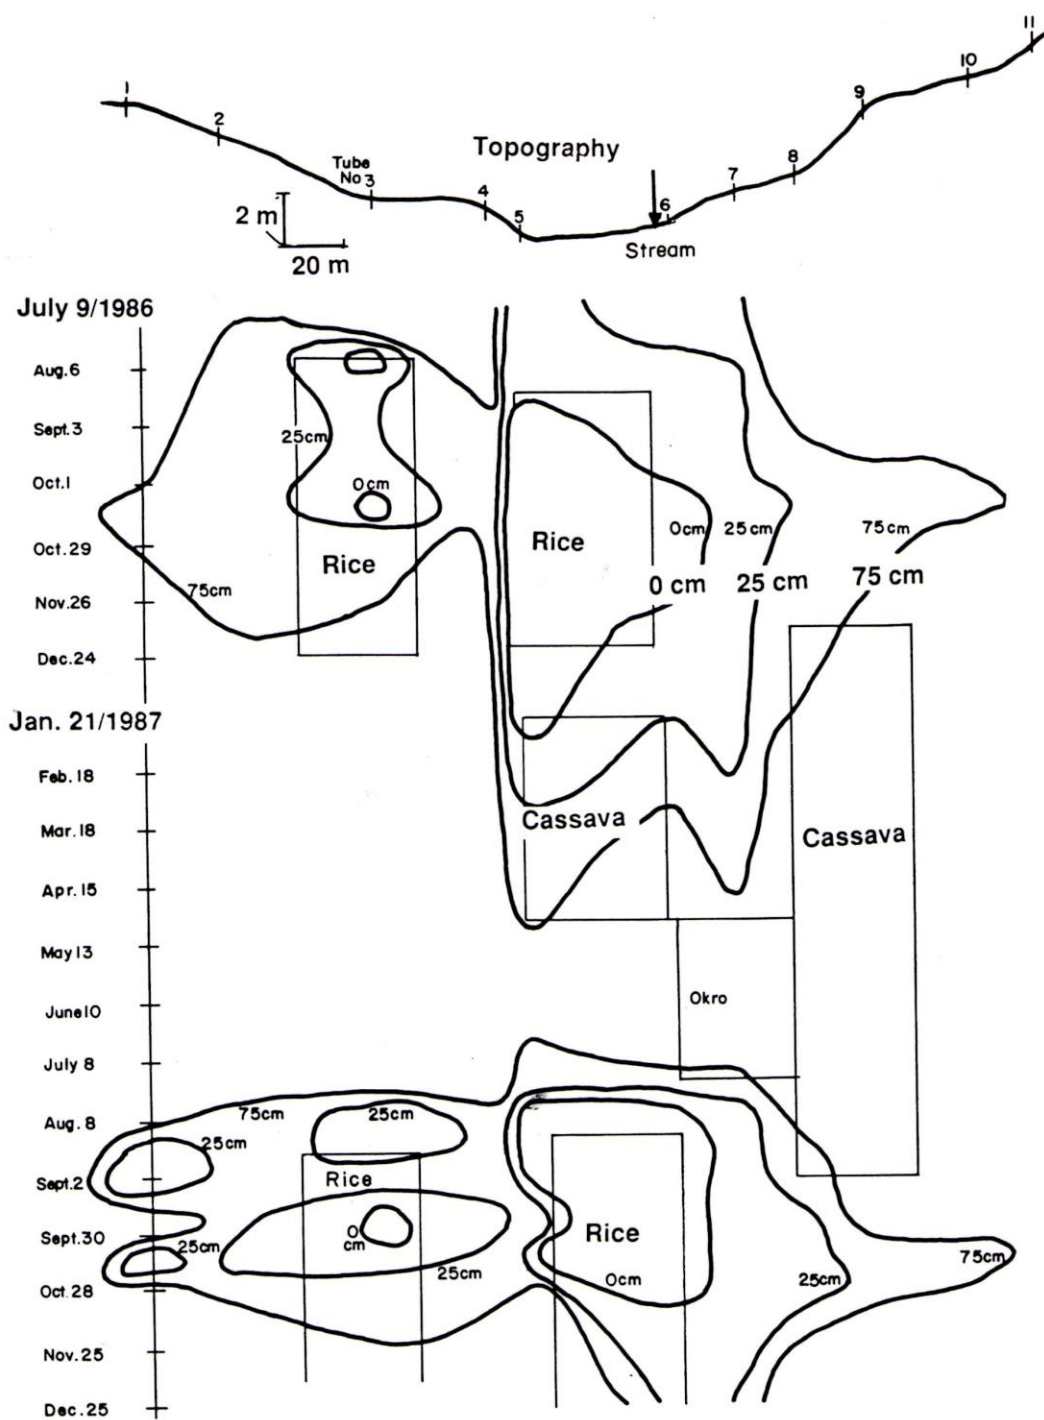 11
10
1
9
2
Topography
8
Tube
No 3
7
4
6
5
2 m
Stream
20 m
July 9/1986
Aug. 6
Sept. 3
25cm
Oct. 1
0cm
Rice
0cm
25cm
75cm
Oct. 29
Rice
0 cm
25 cm
75 cm
75cm
Nov. 26
Dec. 24
Jan. 21/1987
Feb. 18
Cassava
Mar. 18
Cassava
Apr. 15
May 13
Okro
June 10
July 8
75cm
25cm
Aug. 8
25cm
Sept. 2
Rice
Sept. 30
0
cm
Rice
25cm
25cm
0cm
25cm
75cm
Oct. 28
Nov. 25
Dec. 25